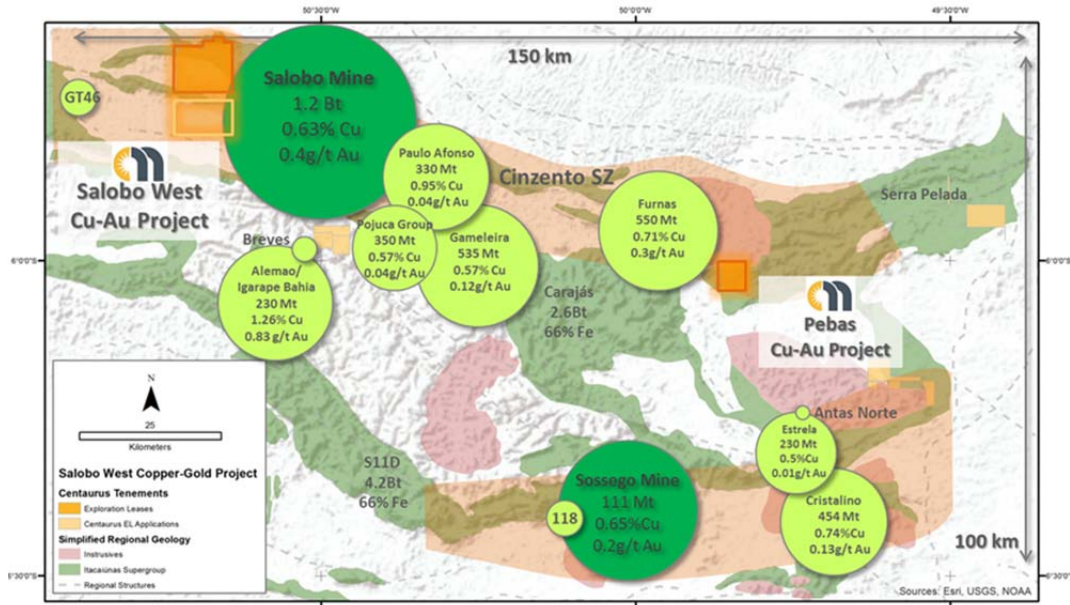 50°30'0"W
50°0'0"W
49°30'0"W
150 km
GT46
Salobo Mine
1.2 Bt
0.63% Cu
0.4g/t Au
Salobo West
Cu-Au Project
Paulo Afonso
330 Mt
0.95% Cu
0.04g/t Au
Cinzento SZ
Serra Pelada
Furnas
550 Mt
0.71% Cu
0.3g/t Au
Pojuca Group
350 Mt
0.57% Cu
0.04g/t Au
Gameleira
535 Mt
0.57% Cu
0.12g/t Au
Breves
6°0'0"S
6°0'0"S
Alemao/
Igarape Bahia
230 Mt
1.26% Cu
0.83 g/t Au
Carajás
2.6Bt
66% Fe
Pebas
Cu-Au Project
Antas Norte
Estrela
230 Mt
0.5%Cu
0.01g/t Au
S11D
4.2Bt
66% Fe
Sossego Mine
111 Mt
0.65%Cu
0.2g/t Au
118
Cristalino
454 Mt
0.74%Cu
0.13g/t Au
100 km
6°30'0"S
N
25
Kilometers
Salobo West Copper-Gold Project
Centaurus Tenements
Exploration Leases
Centaurus EL Applications
Simplified Regional Geology
Instrusives
Itacaiúnas Supergroup
Regional Structures
Sources: Esri, USGS, NOAA